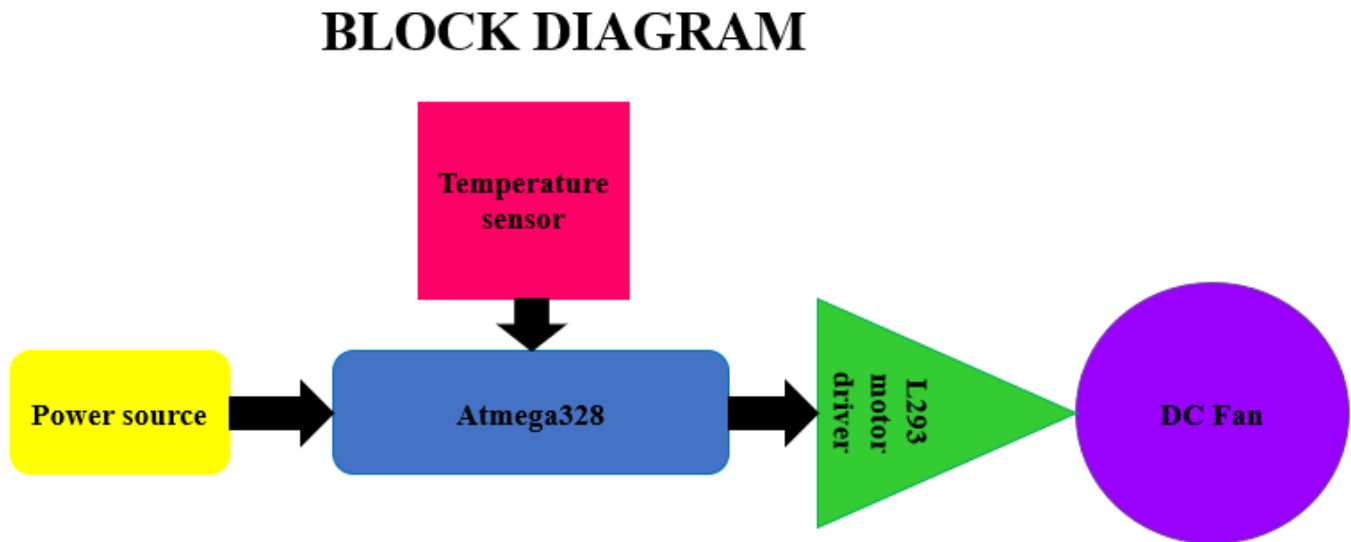 BLOCK DIAGRAM
Temperature
sensor
Power source
Atmega328
L293
motor
driver
DC Fan